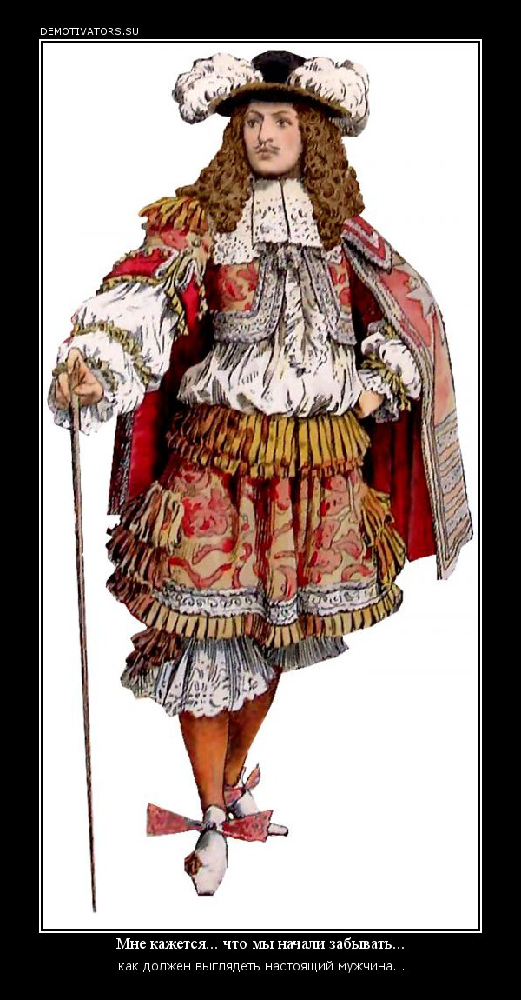 DEMOTIVATORS.SU
Мне кажется... что мы начали забывать...
как должен выглядеть настоящий мужчина...